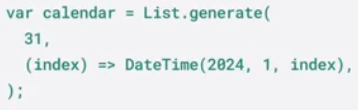 var calendar = List.generate(
  31,
  (index) => DateTime(2024, 1, index),
);